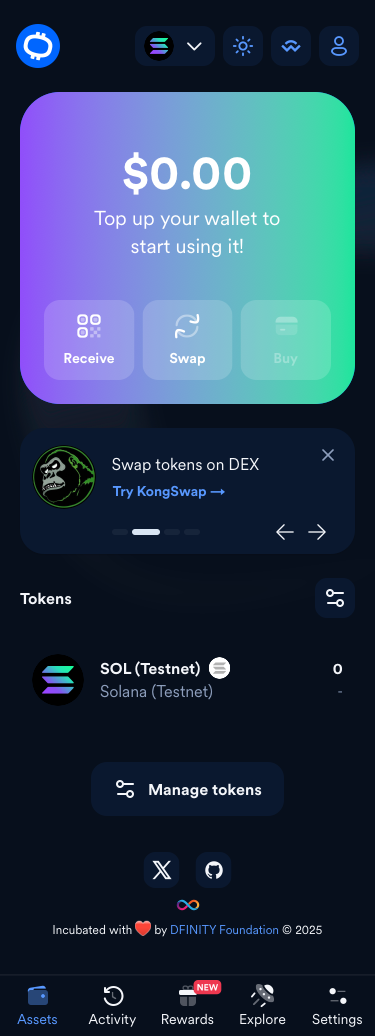 $0.00
Top up your wallet to
start using it!
Receive
Swap
Buy
Swap tokens on DEX
Try KongSwap →
Tokens
SOL (Testnet)
0
Solana (Testnet)
-
Manage tokens
Incubated with ❤️ by DFINITY Foundation © 2025
NEW
Assets
Activity
Rewards
Explore
Settings